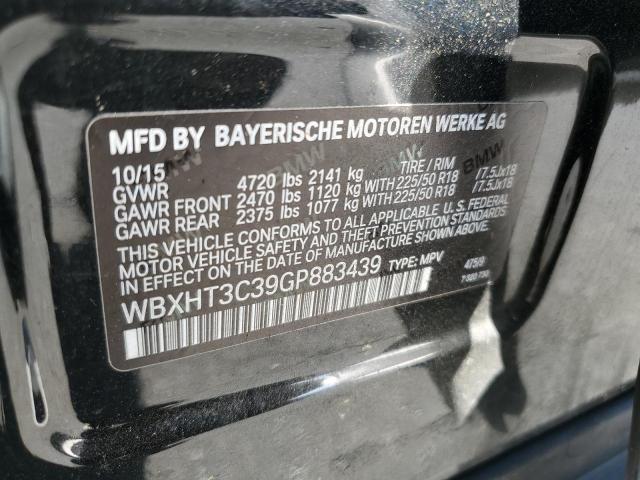 MFD BY BAYERISCHE MOTOREN WERKE AG
10/15 TIRE / RIM
GVWR 4720 lbs 2141 kg
GAWR FRONT 2470 lbs 1120 kg WITH 225/50 R18 /7.5Jx18
GAWR REAR 2375 lbs 1077 kg WITH 225/50 R18 /7.5Jx18
THIS VEHICLE CONFORMS TO ALL APPLICABLE U.S. FEDERAL
MOTOR VEHICLE SAFETY, BUMPER, AND THEFT PREVENTION STANDARDS
IN EFFECT ON THE DATE OF MANUFACTURE SHOWN ABOVE.
WBXHT3C39GP883439 TYPE: MPV
BMW
BMW